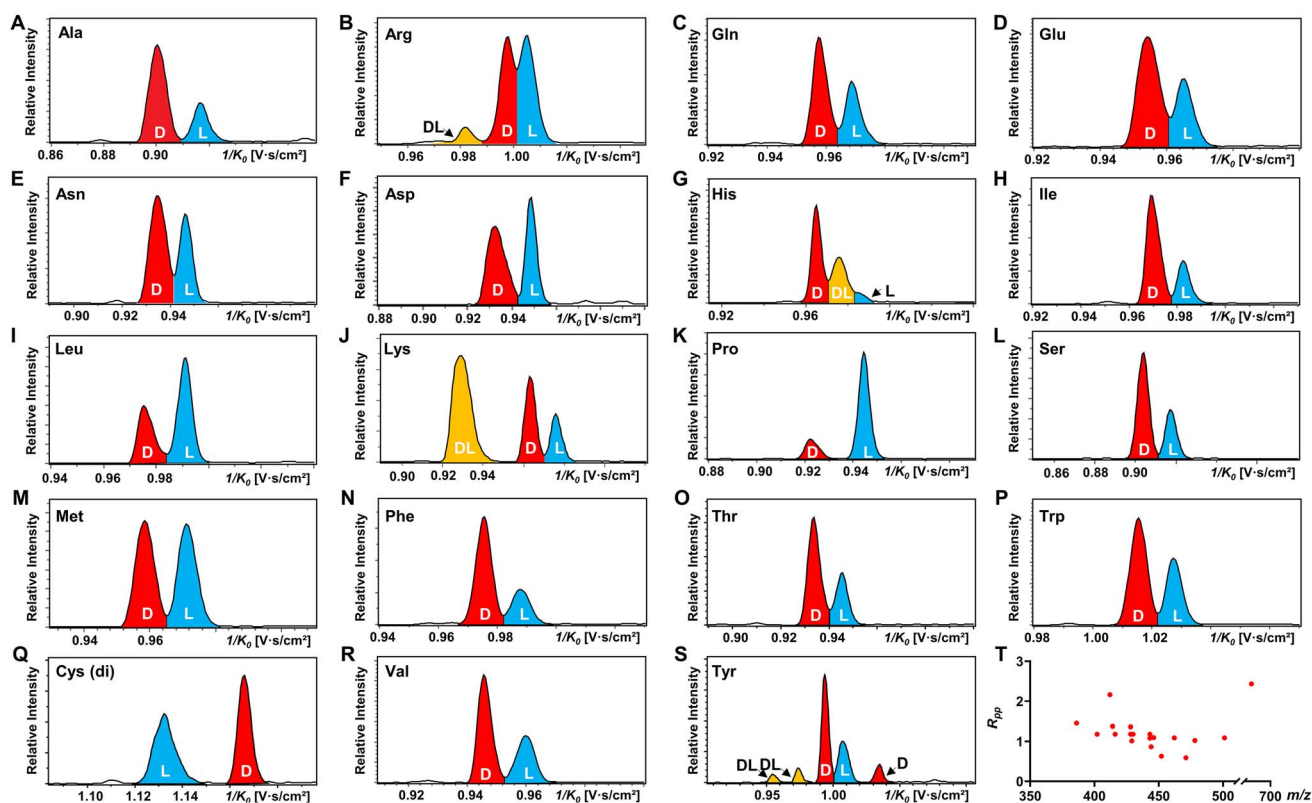 A Ala
Relative Intensity
D L
0.86 0.88 0.90 1/K0 [V·s/cm²]
B Arg
Relative Intensity
DL D L
0.96 0.98 1.00 1/K0 [V·s/cm²]
C Gln
Relative Intensity
D L
0.92 0.96 1/K0 [V·s/cm²]
D Glu
Relative Intensity
D L
0.92 0.94 0.96 1/K0 [V·s/cm²]
E Asn
Relative Intensity
D L
0.90 0.92 0.94 1/K0 [V·s/cm²]
F Asp
Relative Intensity
D L
0.88 0.90 0.92 0.94 1/K0 [V·s/cm²]
G His
Relative Intensity
D DL L
0.92 0.96 1/K0 [V·s/cm²]
H Ile
Relative Intensity
D L
0.94 0.96 0.98 1/K0 [V·s/cm²]
I Leu
Relative Intensity
D L
0.94 0.96 0.98 1/K0 [V·s/cm²]
J Lys
Relative Intensity
DL D L
0.90 0.92 0.94 1/K0 [V·s/cm²]
K Pro
Relative Intensity
D L
0.88 0.90 0.92 0.94 1/K0 [V·s/cm²]
L Ser
Relative Intensity
D L
0.86 0.88 0.90 1/K0 [V·s/cm²]
M Met
Relative Intensity
D L
0.94 0.96 1/K0 [V·s/cm²]
N Phe
Relative Intensity
D L
0.94 0.96 0.98 1/K0 [V·s/cm²]
O Thr
Relative Intensity
D L
0.90 0.92 0.94 1/K0 [V·s/cm²]
P Trp
Relative Intensity
D L
0.98 1.00 1.02 1/K0 [V·s/cm²]
Q Cys (di)
Relative Intensity
L D
1.10 1.12 1.14 1/K0 [V·s/cm²]
R Val
Relative Intensity
D L
0.92 0.94 0.96 1/K0 [V·s/cm²]
S Tyr
Relative Intensity
DL DL D L D
0.95 1.00 1/K0 [V·s/cm²]
T
Rpp
3
2
1
0
350 400 450 500 700 m/z